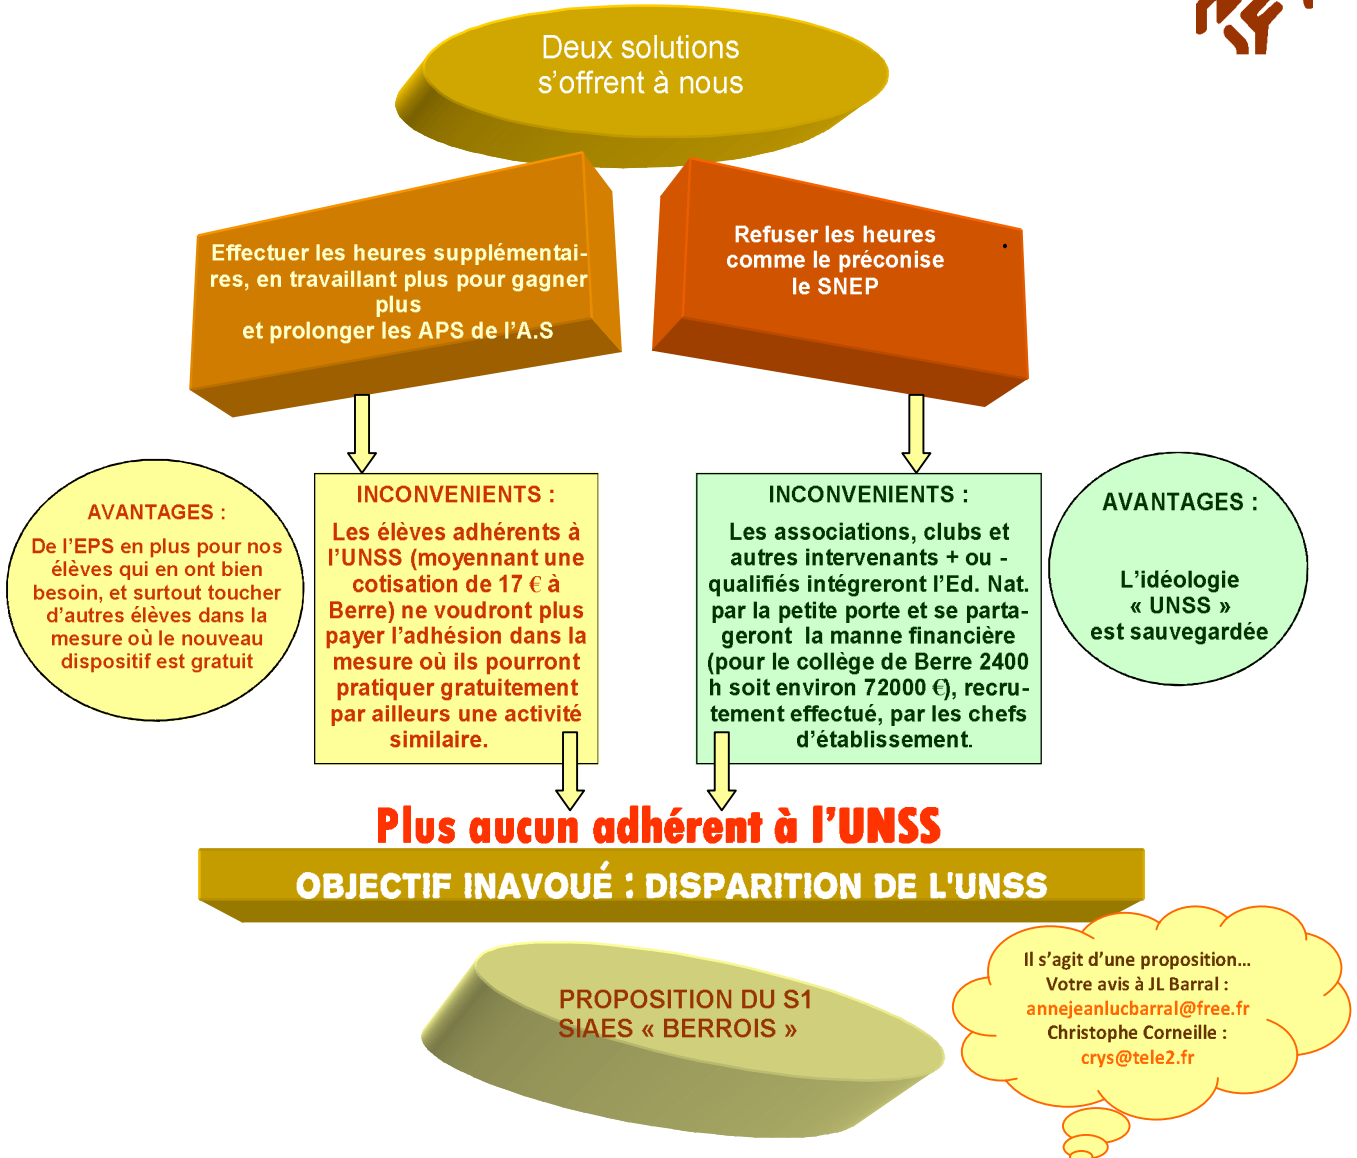 Deux solutions
s'offrent à nous
Effectuer les heures supplémentai-
res, en travaillant plus pour gagner
plus
et prolonger les APS de l'A.S
Refuser les heures
comme le préconise
le SNEP
AVANTAGES :
De l'EPS en plus pour nos
élèves qui en ont bien
besoin, et surtout toucher
d'autres élèves dans la
mesure où le nouveau
dispositif est gratuit
INCONVENIENTS :
Les élèves adhérents à
l'UNSS (moyennant une
cotisation de 17 € à
Berre) ne voudront plus
payer l'adhésion dans la
mesure où ils pourront
pratiquer gratuitement
par ailleurs une activité
similaire.
INCONVENIENTS :
Les associations, clubs et
autres intervenants + ou -
qualifiés intégreront l'Ed. Nat.
par la petite porte et se parta-
geront  la manne financière
(pour le collège de Berre 2400
h soit environ 72000 €), recru-
tement effectué, par les chefs
d'établissement.
AVANTAGES :
L'idéologie
« UNSS »
est sauvegardée
Plus aucun adhérent à l'UNSS
OBJECTIF INAVOUÉ : DISPARITION DE L'UNSS
PROPOSITION DU S1
SIAES « BERROIS »
Il s'agit d'une proposition...
Votre avis à JL Barral :
annejeanlucbarral@free.fr
Christophe Corneille :
crys@tele2.fr